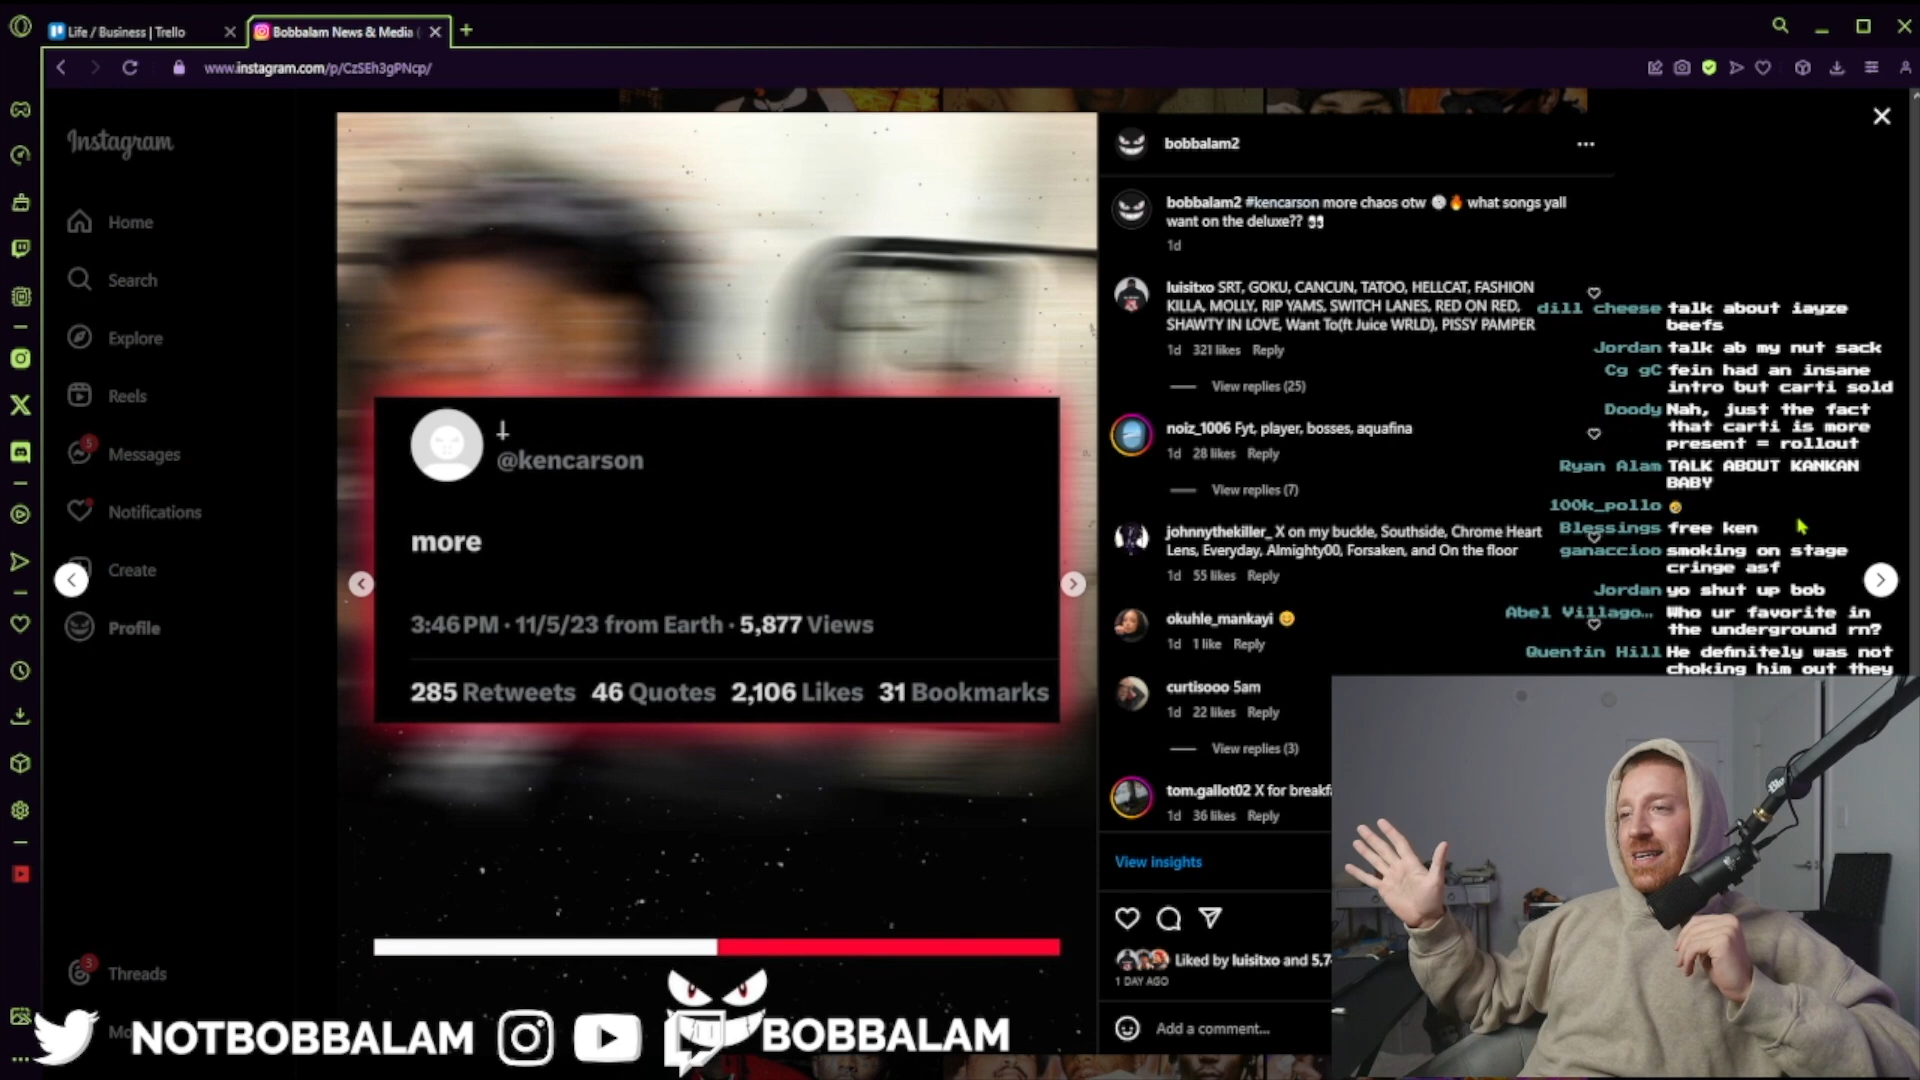 Life / Business | Trello
Bobbalam News & Media (
www.instagram.com/p/CzSEh3gPNcp/
Instagram
Home
Search
Explore
Reels
5
Messages
Notifications
Create
Profile
3
Threads
Mo
@kencarson
more
3:46 PM · 11/5/23 from Earth · 5,877 Views
285 Retweets 46 Quotes 2,106 Likes 31 Bookmarks
bobbalam2
bobbalam2 #kencarson more chaos otw 🔥 what songs yall
want on the deluxe?? 👀
1d
luisitxo SRT, GOKU, CANCUN, TATOO, HELLCAT, FASHION
KILLA, MOLLY, RIP YAMS, SWITCH LANES, RED ON RED,
SHAWTY IN LOVE, Want To(ft Juice WRLD), PISSY PAMPER
1d 321 likes Reply
View replies (25)
noiz_1006 Fyt, player, bosses, aquafina
1d 28 likes Reply
View replies (7)
johnnythekiller_ X on my buckle, Southside, Chrome Heart
Lens, Everyday, Almighty00, Forsaken, and On the floor
1d 55 likes Reply
okuhle_mankayi 😊
1d 1 like Reply
curtisooo 5am
1d 22 likes Reply
View replies (3)
tom.gallot02 X for breakfa
1d 36 likes Reply
View insights
Liked by luisitxo and 5,7
1 DAY AGO
Add a comment...
dill cheese talk about iayze
beefs
Jordan talk ab my nut sack
Cg gC fein had an insane
intro but carti sold
Doody Nah, just the fact
that carti is more
present = rollout
Ryan Alam TALK ABOUT KANKAN
BABY
100k_pollo
Blessings free ken
ganaccioo smoking on stage
cringe asf
Jordan yo shut up bob
Abel Villago... Who ur favorite in
the underground rn?
Quentin Hill He definitely was not
choking him out they
NOTBOBBALAM
BOBBALAM